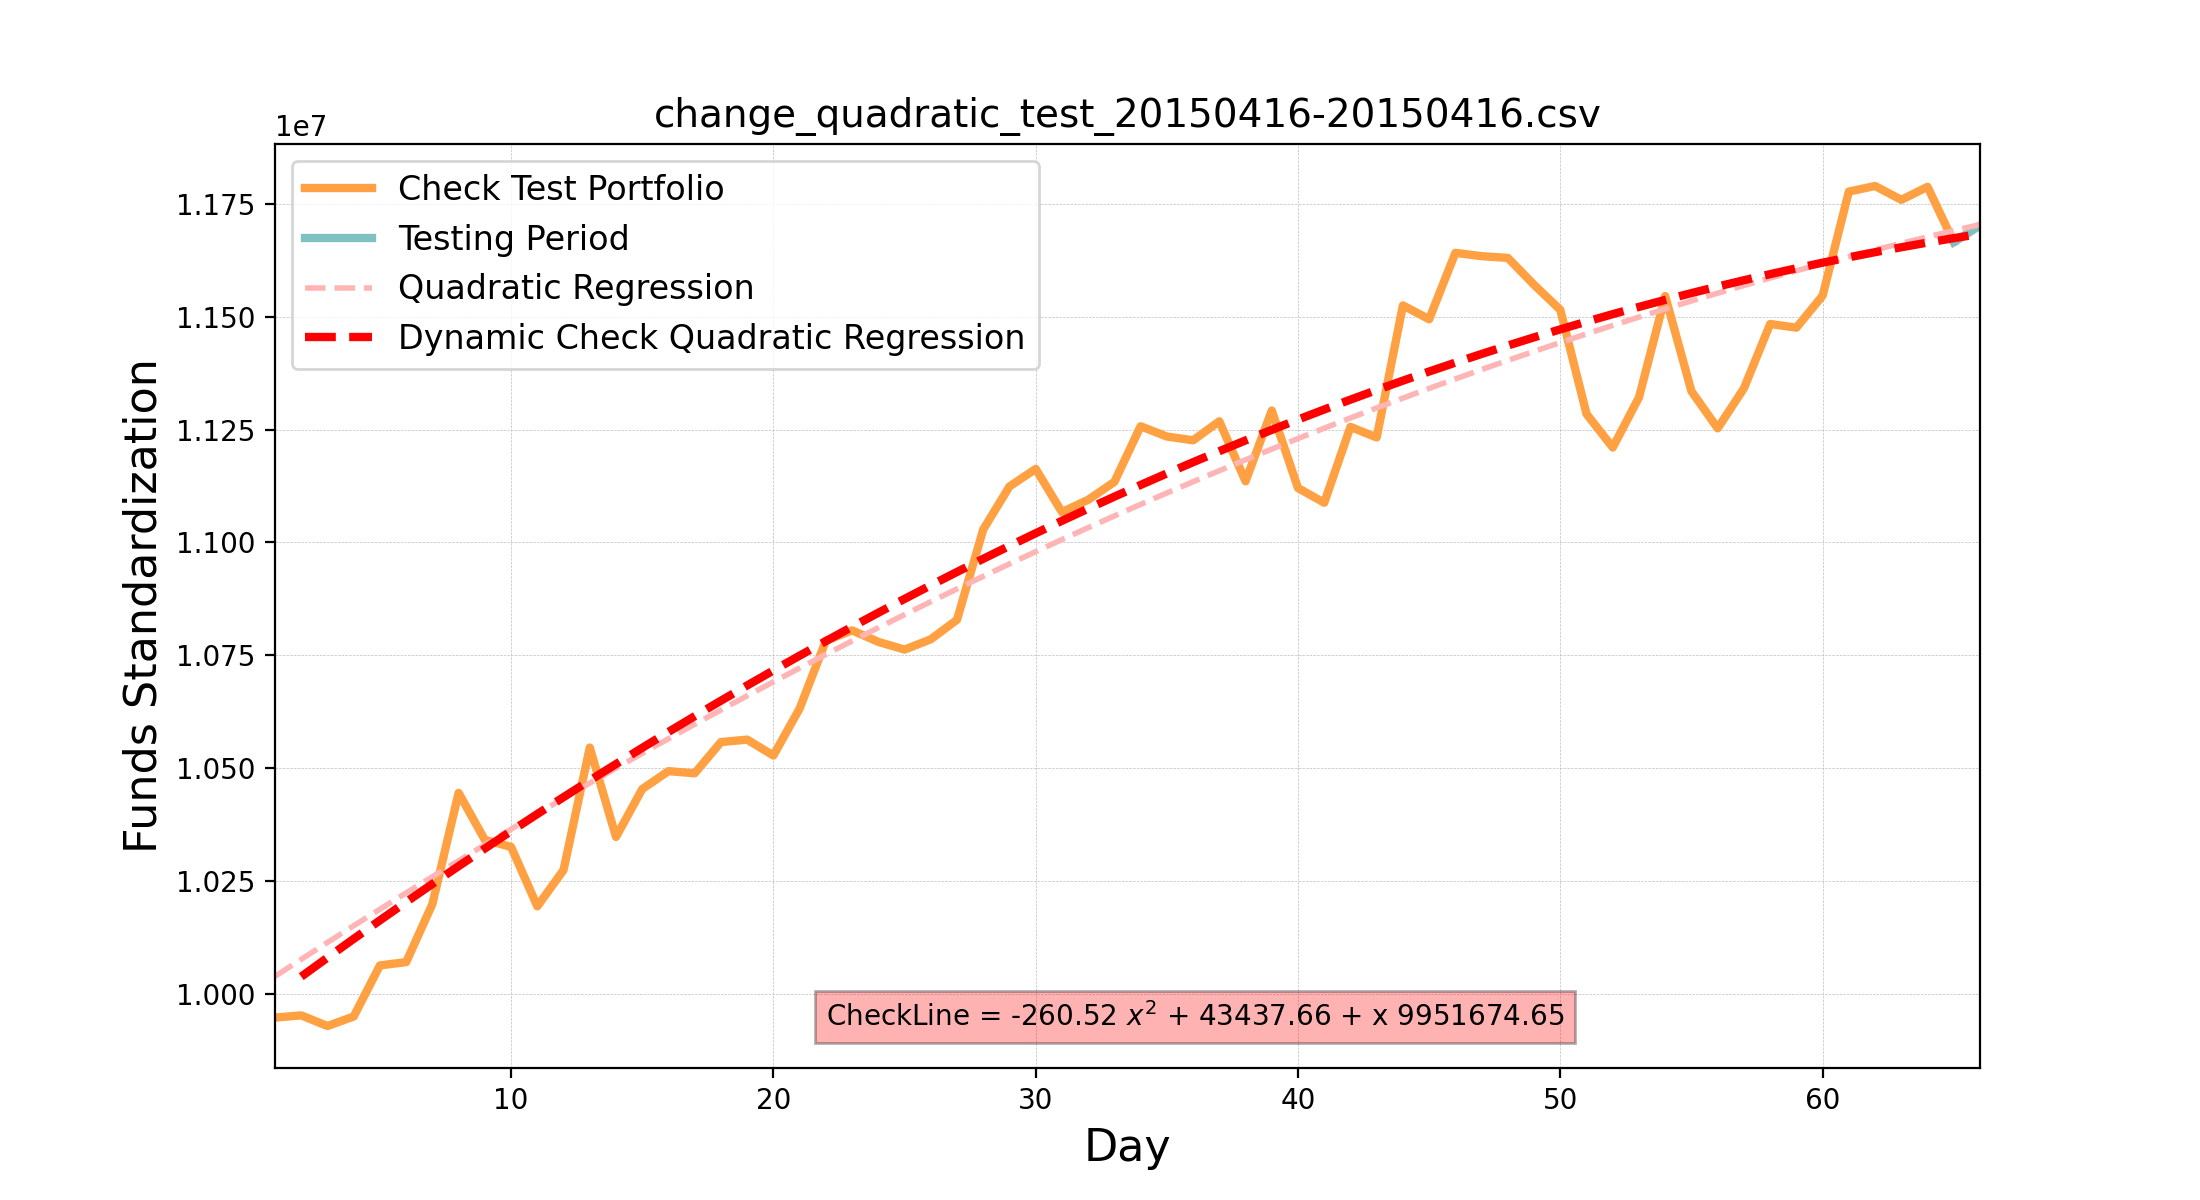 change_quadratic_test_20150416-20150416.csv
1e7
Check Test Portfolio
Testing Period
Quadratic Regression
Dynamic Check Quadratic Regression
1.175
1.150
1.125
1.100
1.075
1.050
1.025
1.000
Funds Standardization
CheckLine = -260.52 x² + 43437.66 + x 9951674.65
10 20 30 40 50 60
Day